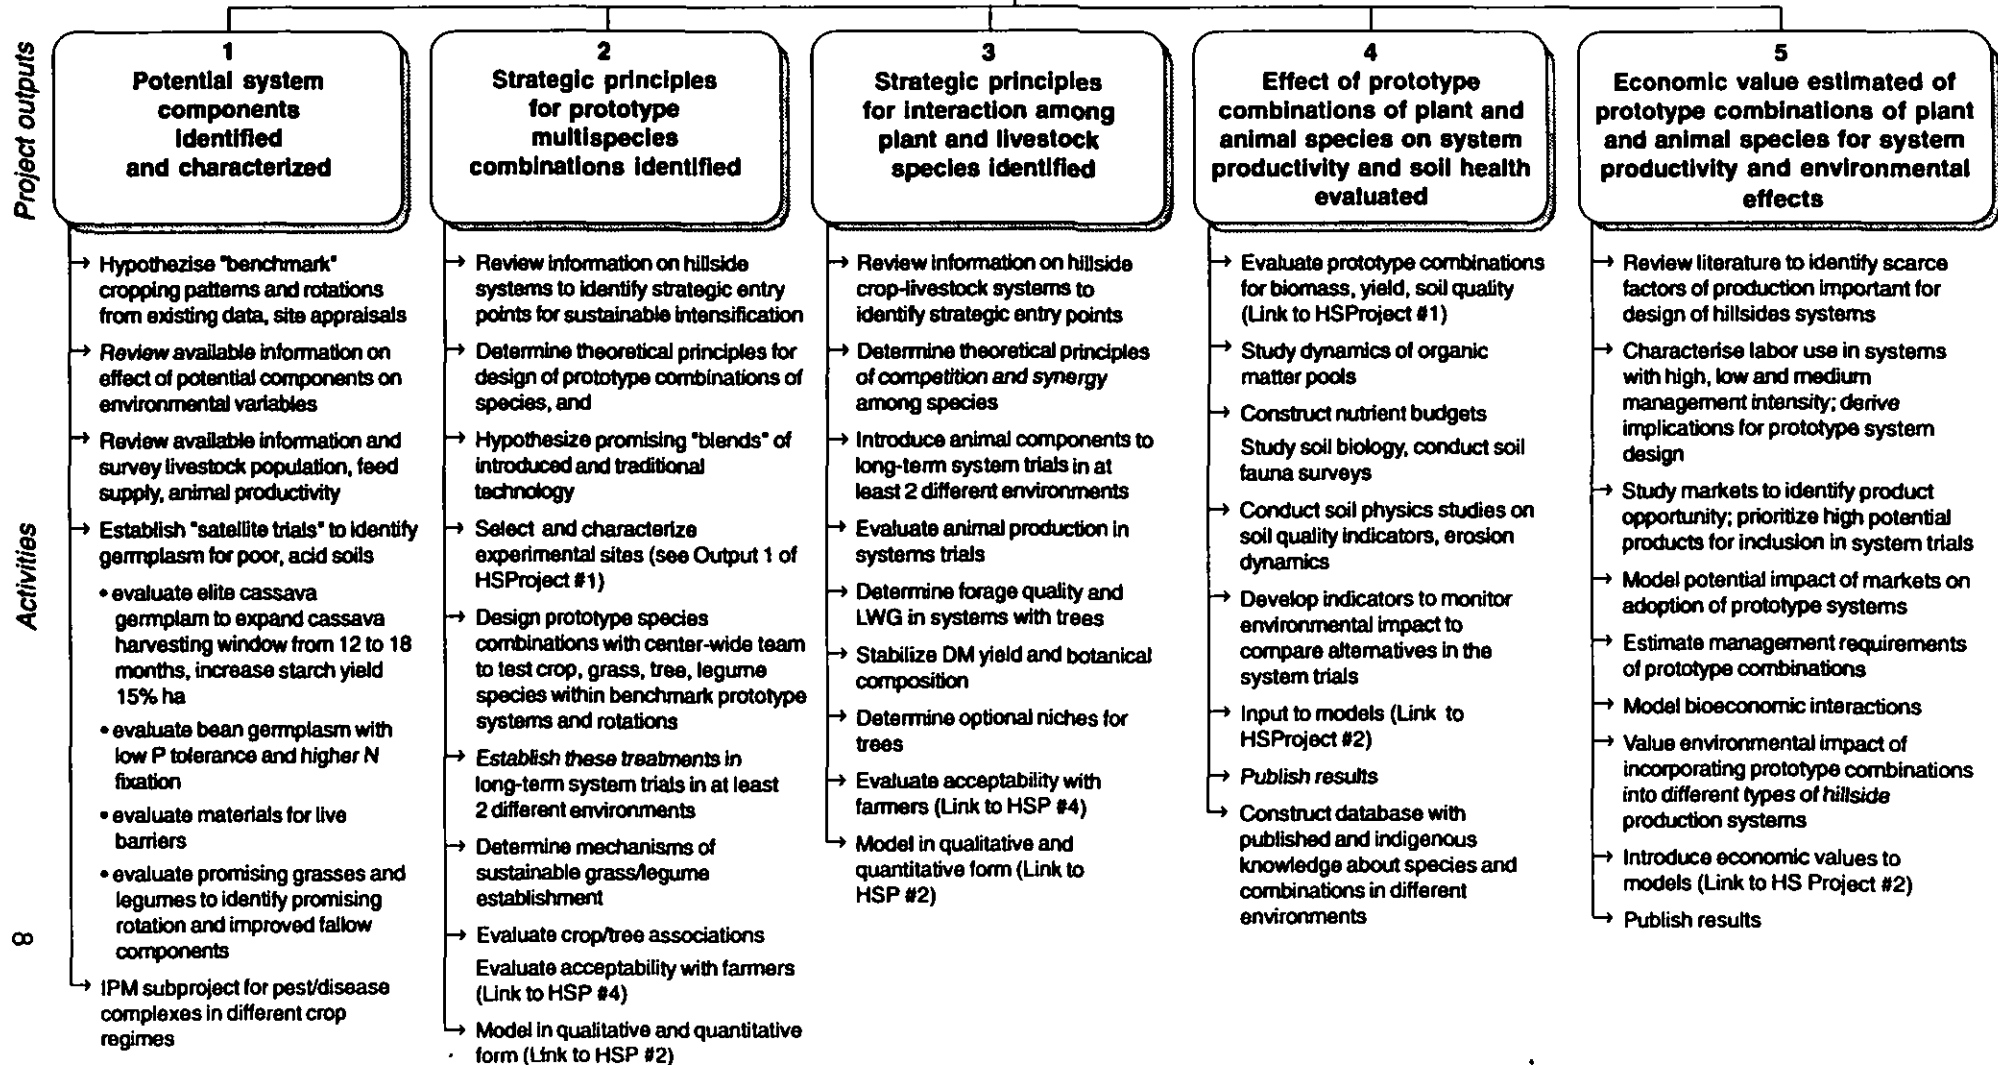 Project outputs
1
Potential system
components
identified
and characterized
2
Strategic principles
for prototype
multispecies
combinations identified
3
Strategic principles
for interaction among
plant and livestock
species identified
4
Effect of prototype
combinations of plant and
animal species on system
productivity and soil health
evaluated
5
Economic value estimated of
prototype combinations of plant
and animal species for system
productivity and environmental
effects
Activities
Hypothezise "benchmark"
cropping patterns and rotations
from existing data, site appraisals
Review available information on
effect of potential components on
environmental variables
Review available information and
survey livestock population, feed
supply, animal productivity
Establish "satellite trials" to identify
germplasm for poor, acid soils
• evaluate elite cassava
germplam to expand cassava
harvesting window from 12 to 18
months, increase starch yield
15% ha
• evaluate bean germplasm with
low P tolerance and higher N
fixation
• evaluate materials for live
barriers
• evaluate promising grasses and
legumes to identify promising
rotation and improved fallow
components
IPM subproject for pest/disease
complexes in different crop
regimes
Review information on hillside
systems to identify strategic entry
points for sustainable intensification
Determine theoretical principles for
design of prototype combinations of
species, and
Hypothesize promising "blends" of
introduced and traditional
technology
Select and characterize
experimental sites (see Output 1 of
HSProject #1)
Design prototype species
combinations with center-wide team
to test crop, grass, tree, legume
species within benchmark prototype
systems and rotations
Establish these treatments in
long-term system trials in at least
2 different environments
Determine mechanisms of
sustainable grass/legume
establishment
Evaluate crop/tree associations
Evaluate acceptability with farmers
(Link to HSP #4)
Model in qualitative and quantitative
form (Link to HSP #2)
Review information on hillside
crop-livestock systems to
identify strategic entry points
Determine theoretical principles
of competition and synergy
among species
Introduce animal components to
long-term system trials in at
least 2 different environments
Evaluate animal production in
systems trials
Determine forage quality and
LWG in systems with trees
Stabilize DM yield and botanical
composition
Determine optional niches for
trees
Evaluate acceptability with
farmers (Link to HSP #4)
Model in qualitative and
quantitative form (Link to
HSP #2)
Evaluate prototype combinations
for biomass, yield, soil quality
(Link to HSProject #1)
Study dynamics of organic
matter pools
Construct nutrient budgets
Study soil biology, conduct soil
fauna surveys
Conduct soil physics studies on
soil quality indicators, erosion
dynamics
Develop indicators to monitor
environmental impact to
compare alternatives in the
system trials
Input to models (Link to
HSProject #2)
Publish results
Construct database with
published and indigenous
knowledge about species and
combinations in different
environments
Review literature to identify scarce
factors of production important for
design of hillsides systems
Characterise labor use in systems
with high, low and medium
management intensity; derive
implications for prototype system
design
Study markets to identify product
opportunity; prioritize high potential
products for inclusion in system trials
Model potential impact of markets on
adoption of prototype systems
Estimate management requirements
of prototype combinations
Model bioeconomic interactions
Value environmental impact of
incorporating prototype combinations
into different types of hillside
production systems
Introduce economic values to
models (Link to HS Project #2)
Publish results
8